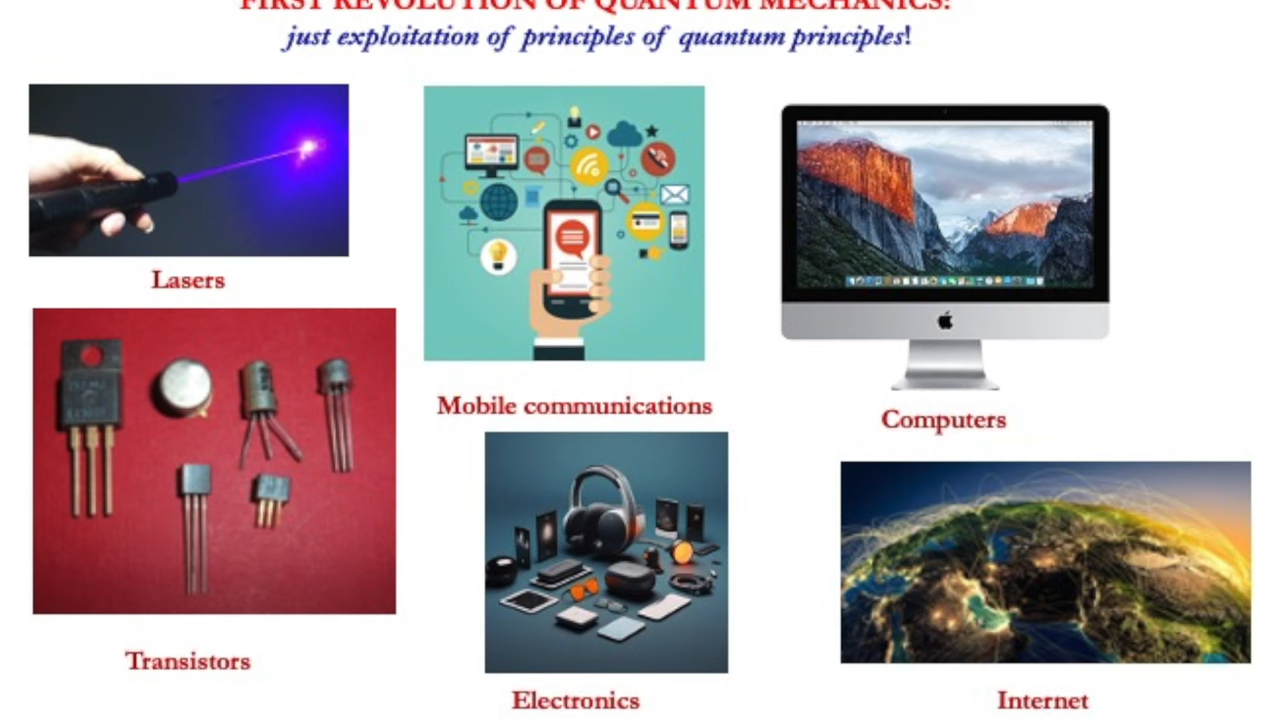 FIRST REVOLUTION OF QUANTUM MECHANICS:
just exploitation of principles of quantum principles!
Lasers
Mobile communications
Computers
Transistors
Electronics
Internet